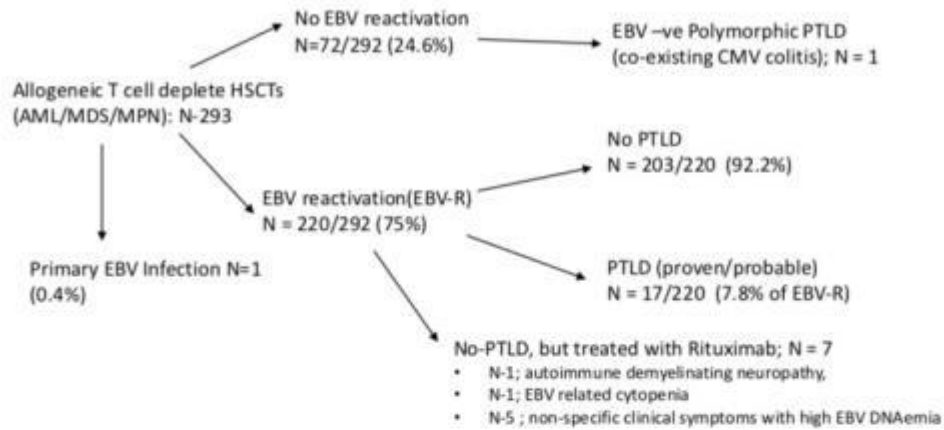 No EBV reactivation
N=72/292 (24.6%)
EBV –ve Polymorphic PTLD
(co-existing CMV colitis); N = 1
Allogeneic T cell deplete HSCTs
(AML/MDS/MPN): N-293
No PTLD
N = 203/220 (92.2%)
EBV reactivation(EBV-R)
N = 220/292 (75%)
Primary EBV Infection N=1
(0.4%)
PTLD (proven/probable)
N = 17/220 (7.8% of EBV-R)
No-PTLD, but treated with Rituximab; N = 7
• N-1; autoimmune demyelinating neuropathy,
• N-1; EBV related cytopenia
• N-5 ; non-specific clinical symptoms with high EBV DNAemia